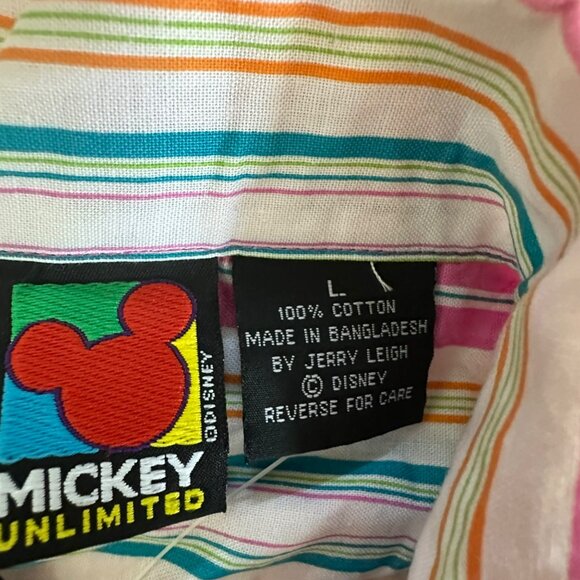 ©DISNEY
MICKEY
UNLIMITED
L
100% COTTON
MADE IN BANGLADESH
BY JERRY LEIGH
© DISNEY
REVERSE FOR CARE